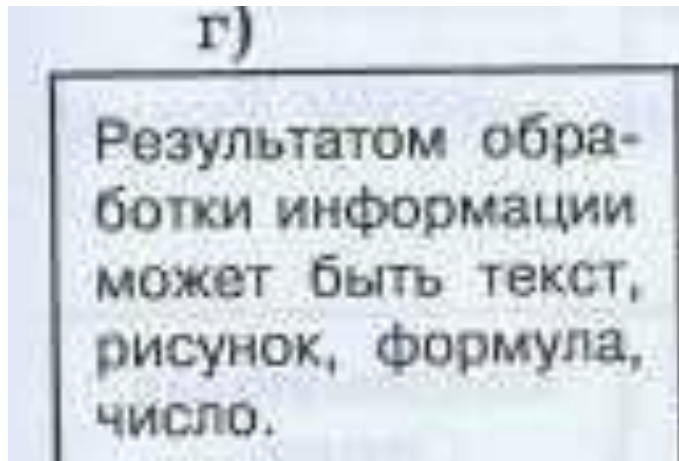 г)
Результатом обра-
ботки информации
может быть текст,
рисунок, формула,
число.